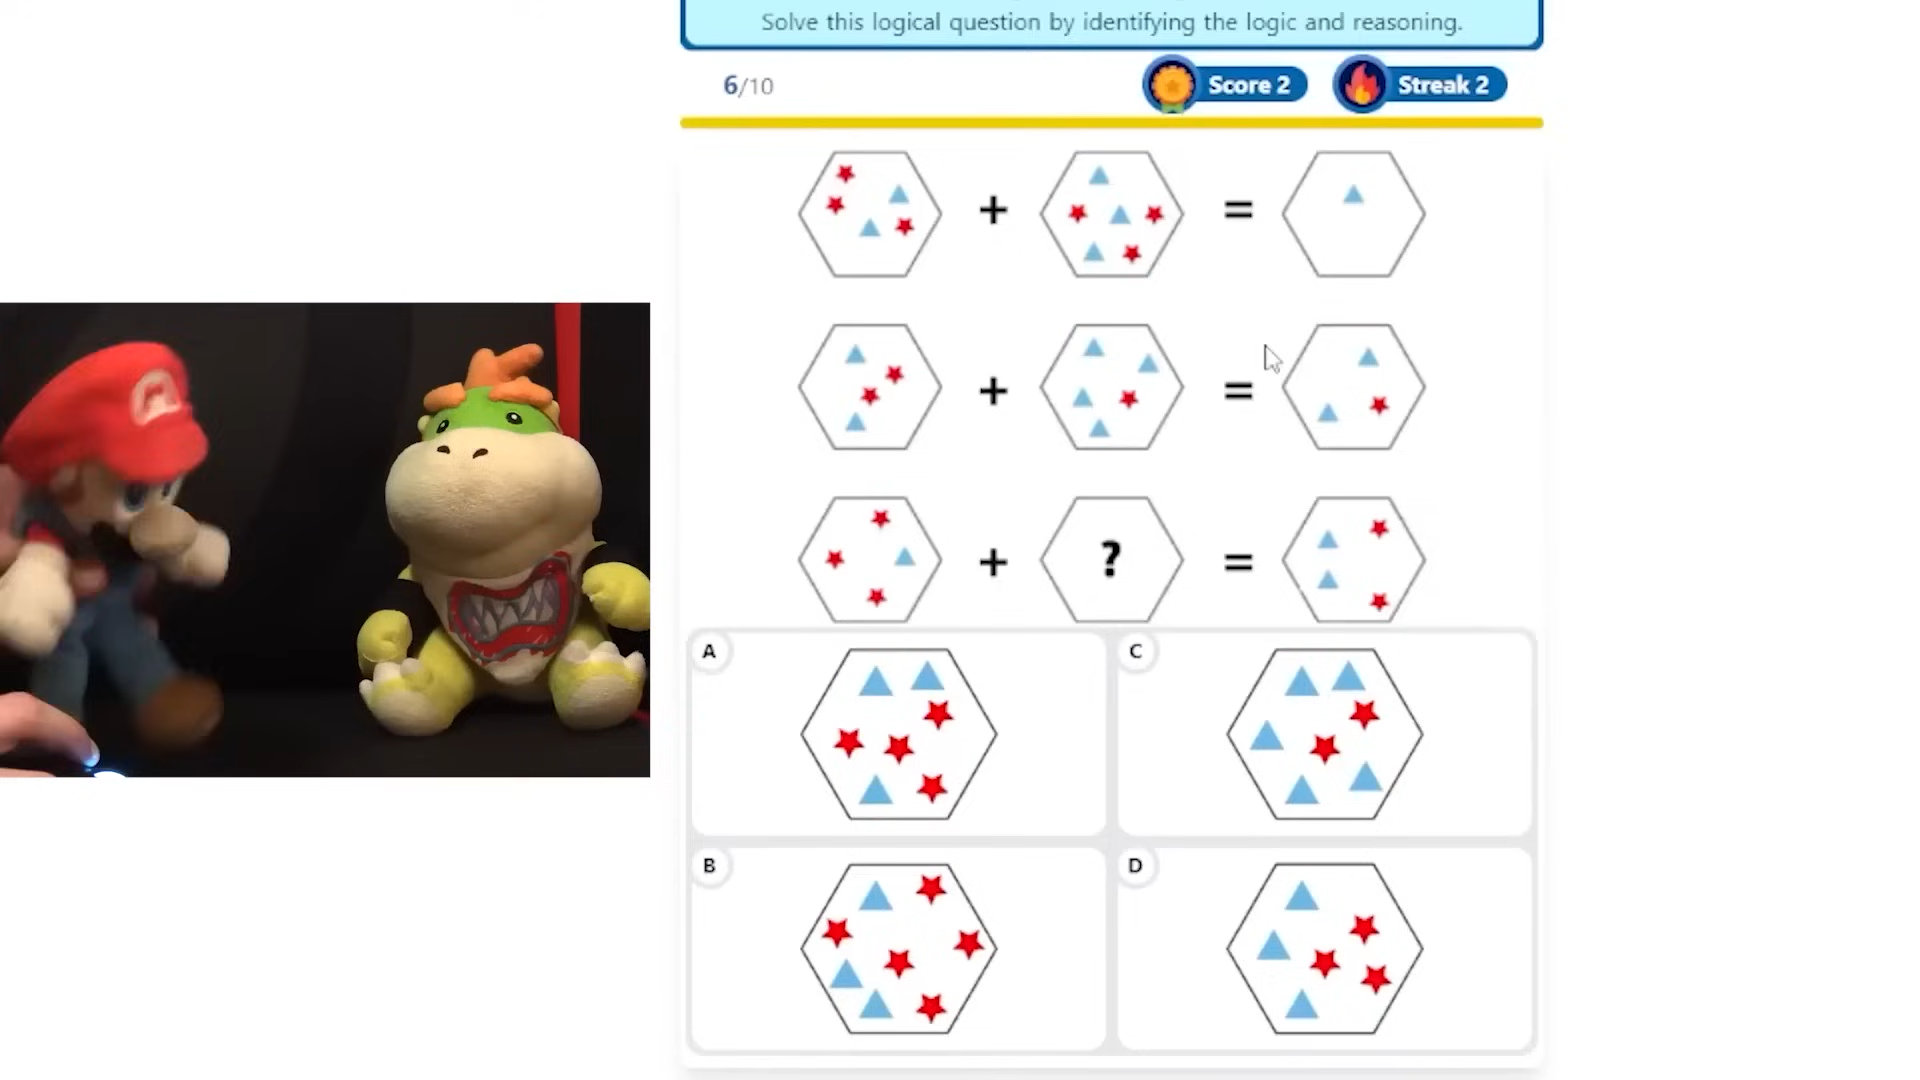 Solve this logical question by identifying the logic and reasoning.
6/10
Score 2
Streak 2
+
=
+
=
+
?
=
A
C
B
D